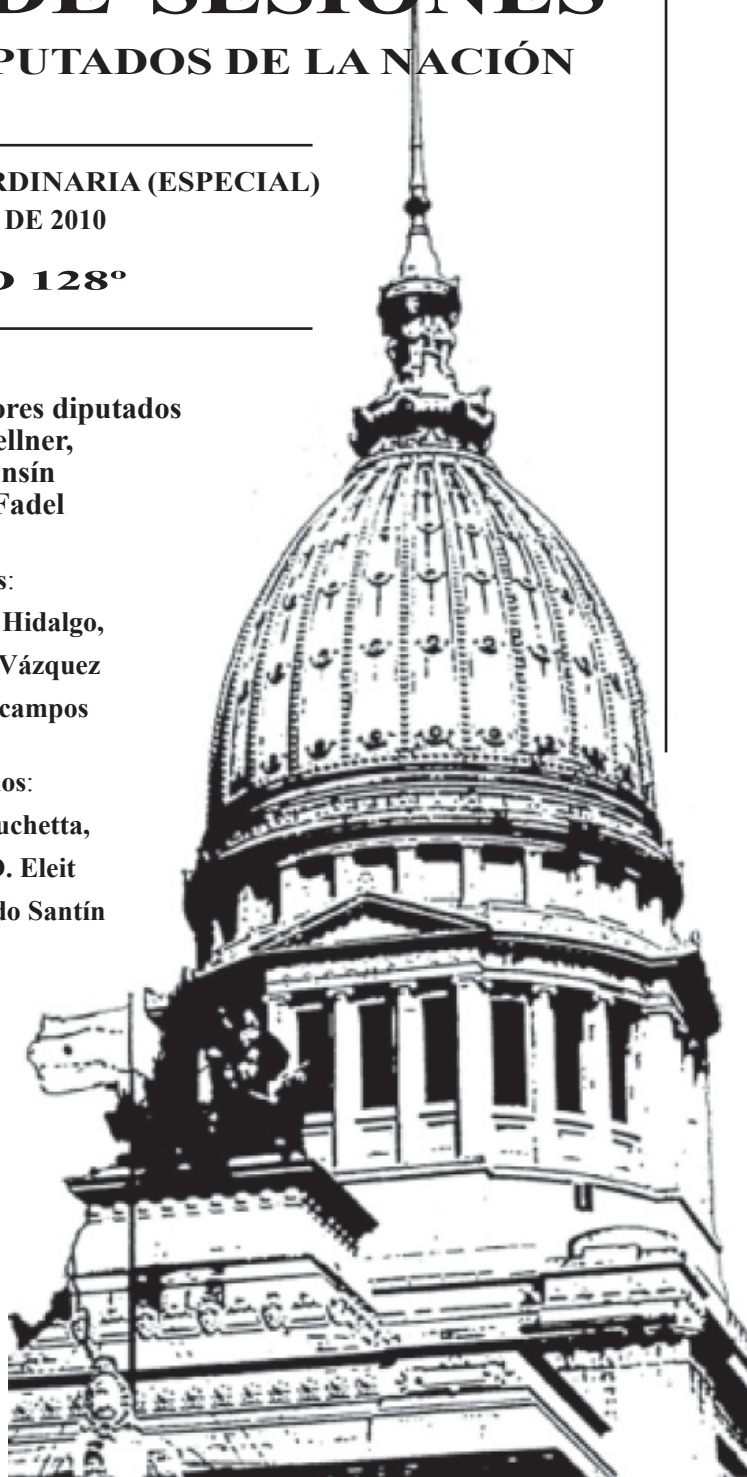 DE SESIONES
PUTADOS DE LA NACIÓN
RDINARIA (ESPECIAL)
DE 2010
O 128º
ores diputados
ellner,
nsín
Fadel
s:
Hidalgo,
Vázquez
campos
ios:
uchetta,
D. Eleit
do Santín